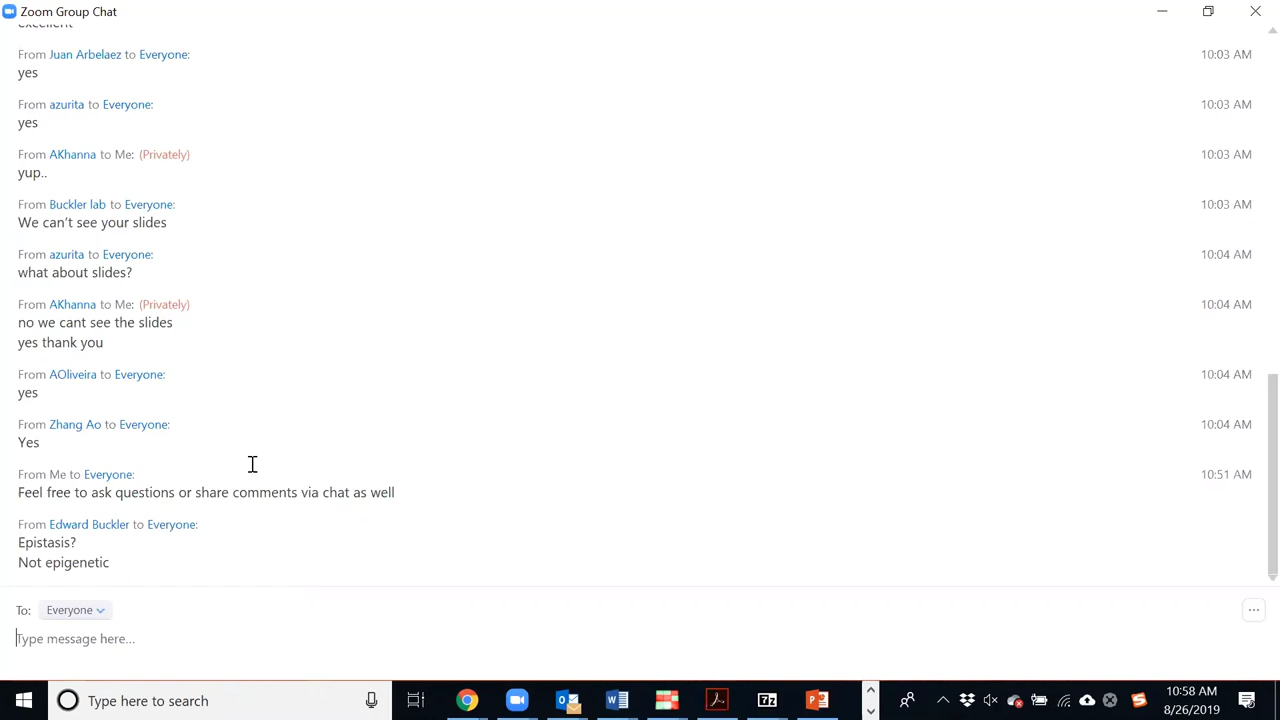 Zoom Group Chat
excellent
From Juan Arbelaez to Everyone: 10:03 AM
yes
From azurita to Everyone: 10:03 AM
yes
From AKhanna to Me: (Privately) 10:03 AM
yup..
From Buckler lab to Everyone: 10:03 AM
We can't see your slides
From azurita to Everyone: 10:04 AM
what about slides?
From AKhanna to Me: (Privately) 10:04 AM
no we cant see the slides
yes thank you
From AOliveira to Everyone: 10:04 AM
yes
From Zhang Ao to Everyone: 10:04 AM
Yes
From Me to Everyone: 10:51 AM
Feel free to ask questions or share comments via chat as well
From Edward Buckler to Everyone:
Epistasis?
Not epigenetic
To: Everyone
Type message here...
Type here to search
10:58 AM
8/26/2019